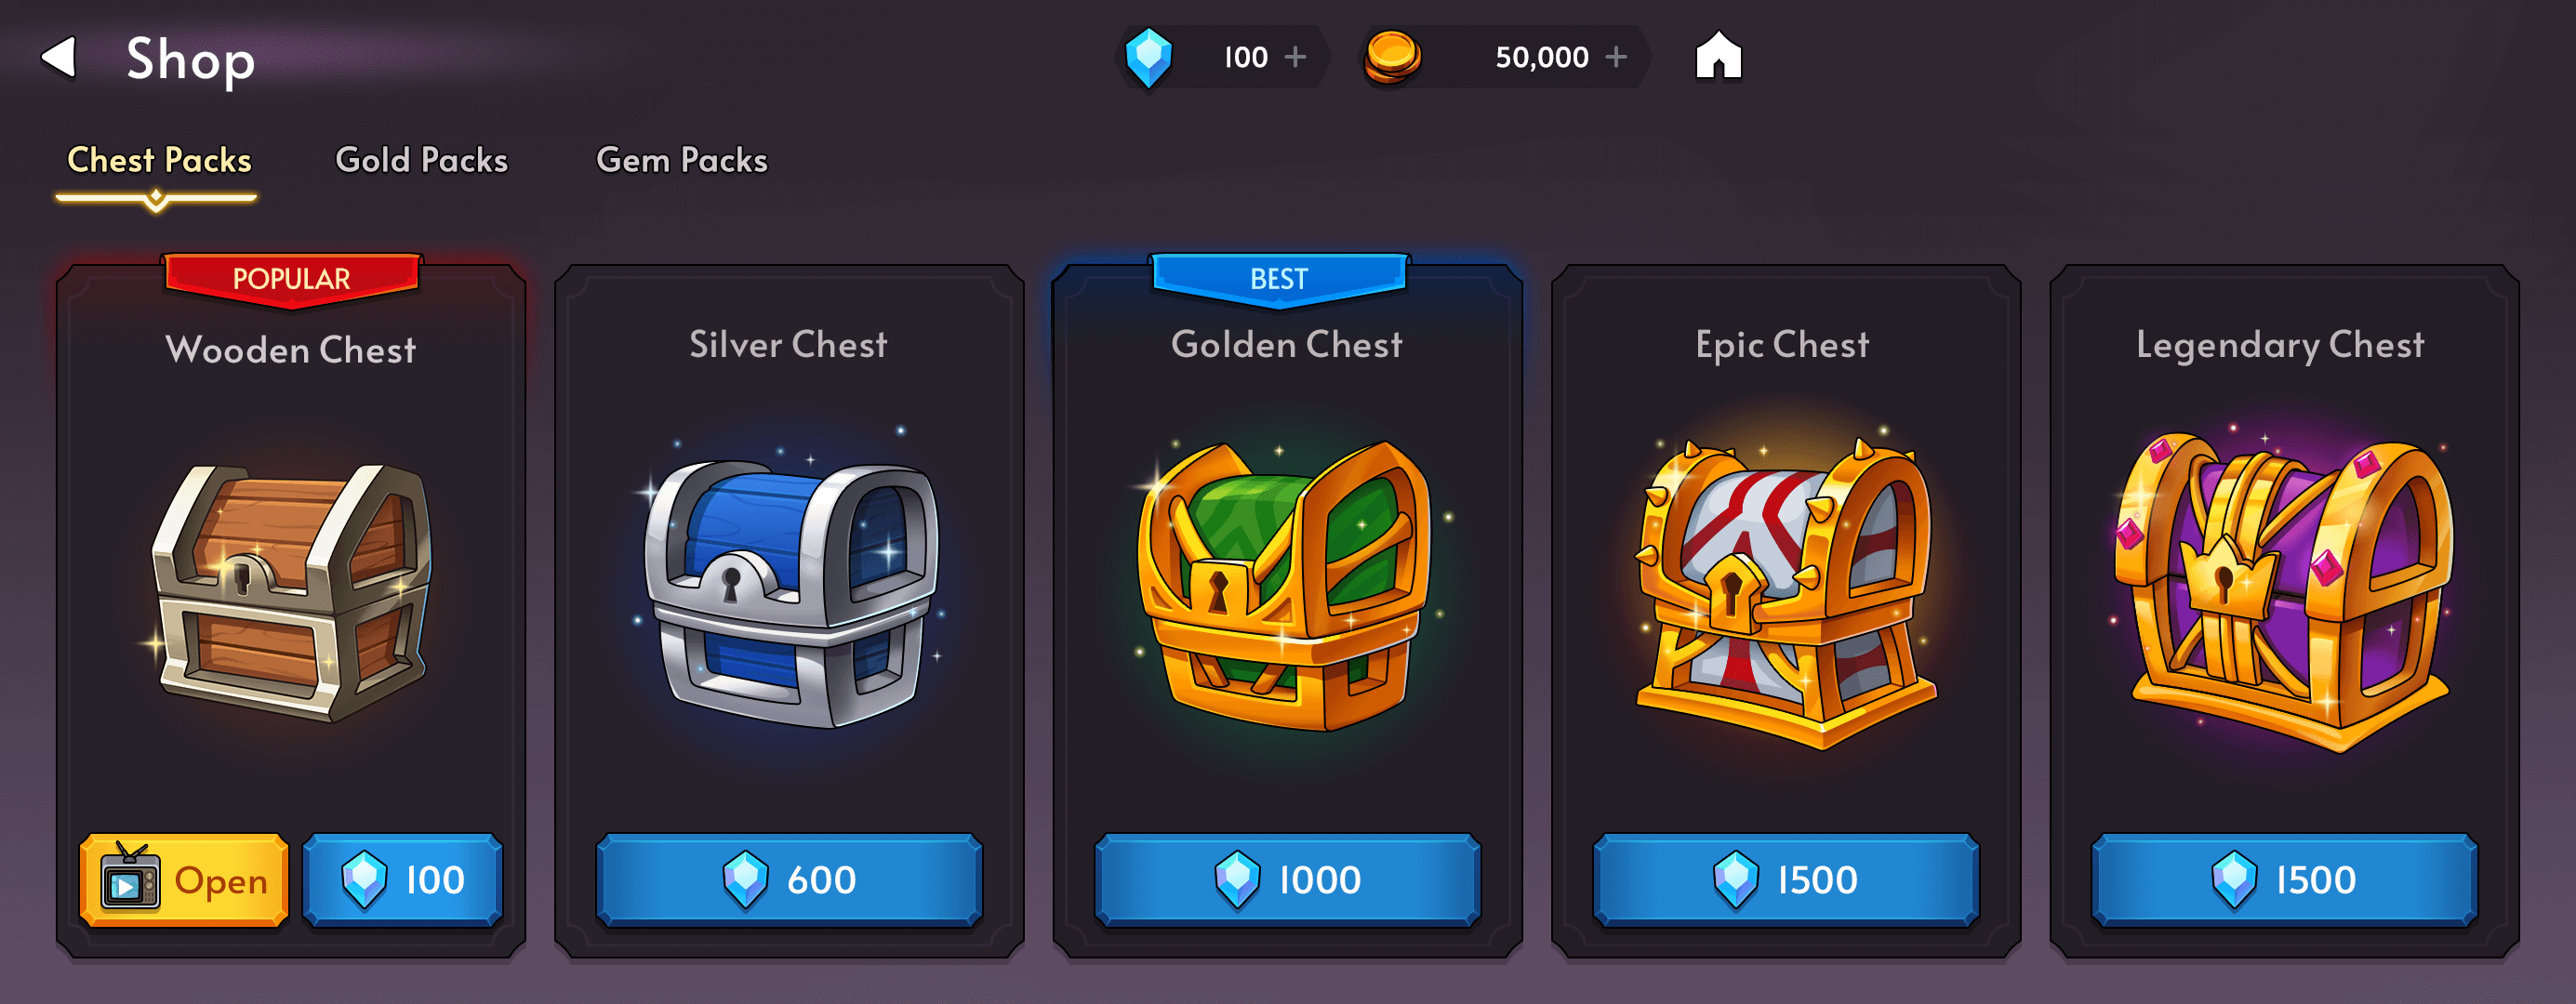 Shop
100 +
50,000 +
Chest Packs
Gold Packs
Gem Packs
POPULAR
Wooden Chest
Open
100
Silver Chest
600
BEST
Golden Chest
1000
Epic Chest
1500
Legendary Chest
1500